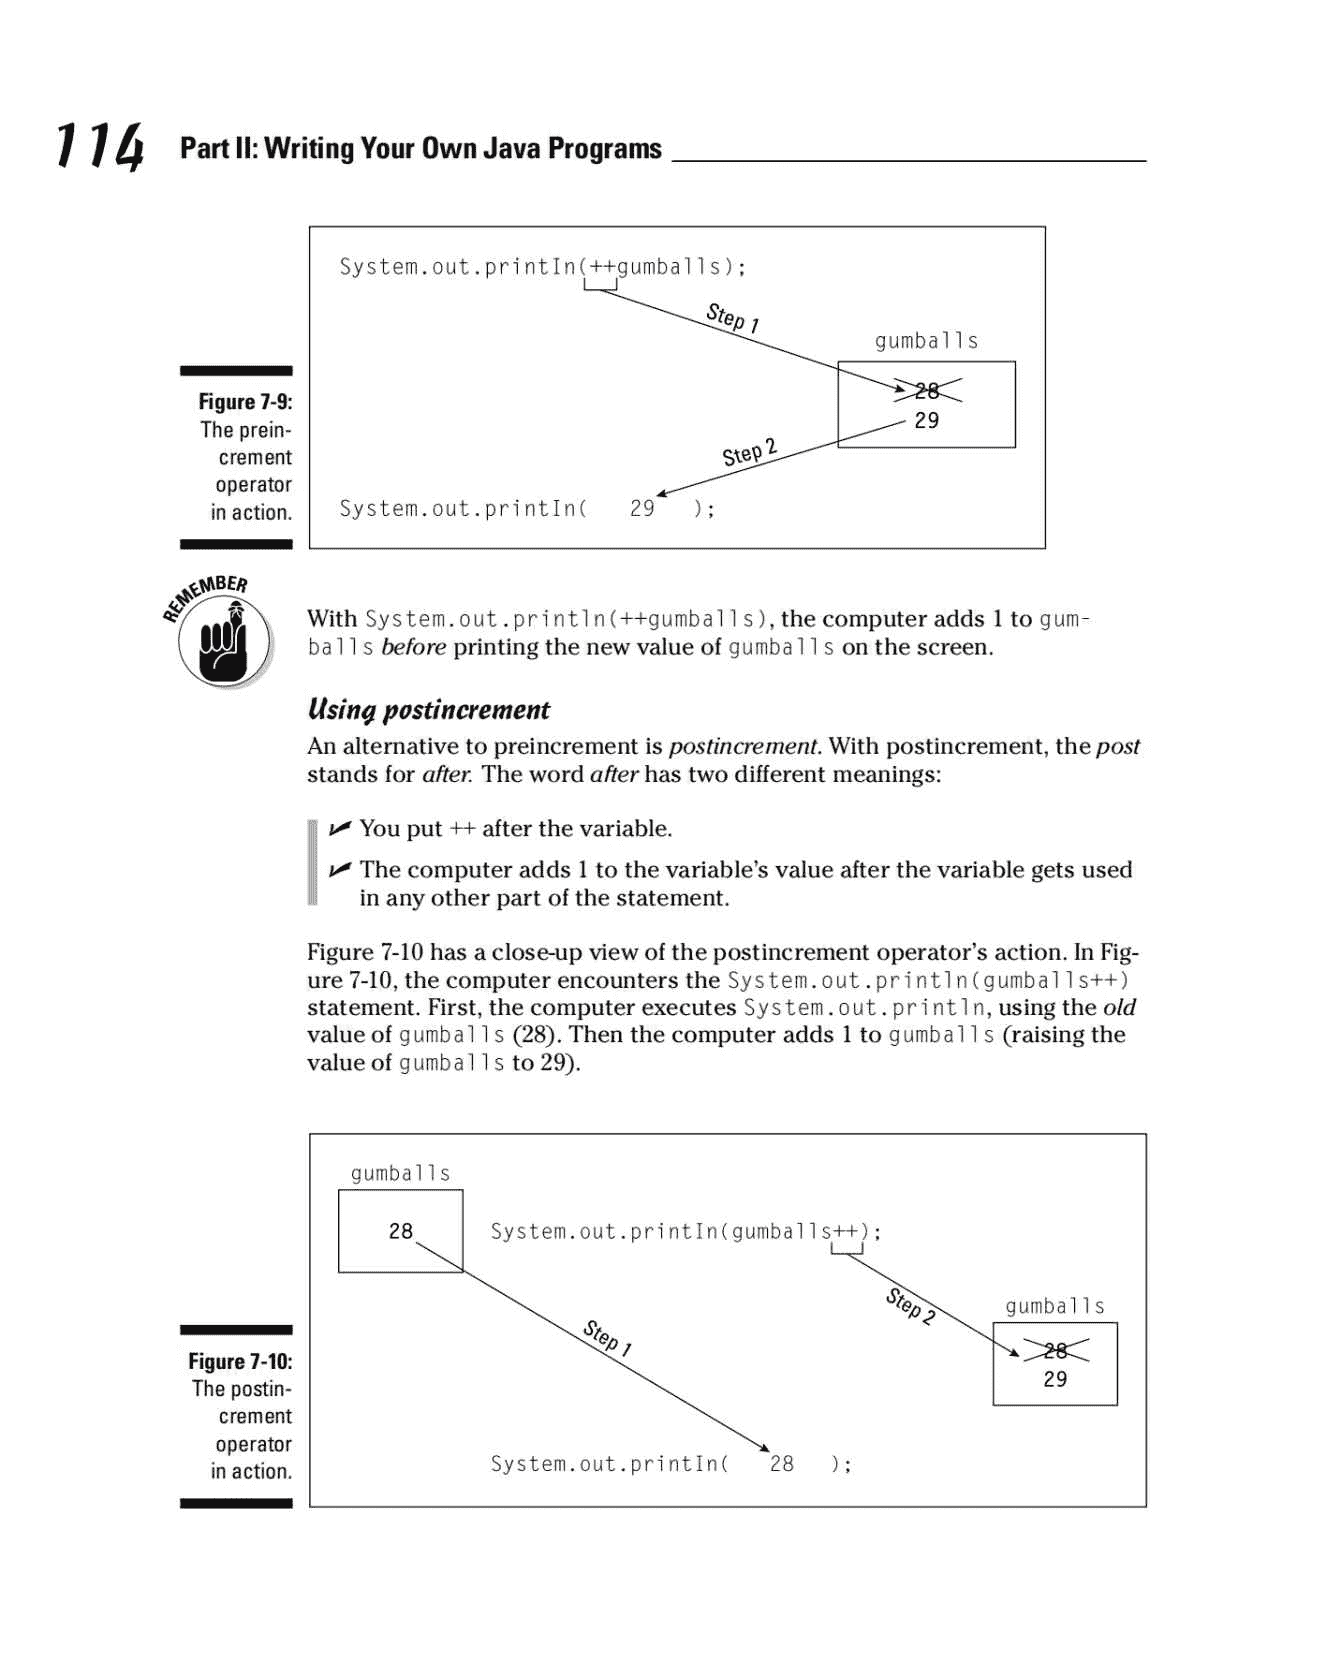 114 Part II: Writing Your Own Java Programs
System.out.printIn(++gumballs);
Step 1
gumballs
28
29
Step 2
System.out.printIn( 29 );
Figure 7-9:
The prein-
crement
operator
in action.
REMEMBER
With System.out.println(++gumballs), the computer adds 1 to gum-
balls before printing the new value of gumballs on the screen.
Using postincrement
An alternative to preincrement is postincrement. With postincrement, the post
stands for after. The word after has two different meanings:
✓ You put ++ after the variable.
✓ The computer adds 1 to the variable's value after the variable gets used
in any other part of the statement.
Figure 7-10 has a close-up view of the postincrement operator's action. In Fig-
ure 7-10, the computer encounters the System.out.println(gumballs++)
statement. First, the computer executes System.out.println, using the old
value of gumballs (28). Then the computer adds 1 to gumballs (raising the
value of gumballs to 29).
gumballs
28 System.out.printIn(gumballs++);
Step 2
gumballs
Step 1
28
29
System.out.printIn( 28 );
Figure 7-10:
The postin-
crement
operator
in action.